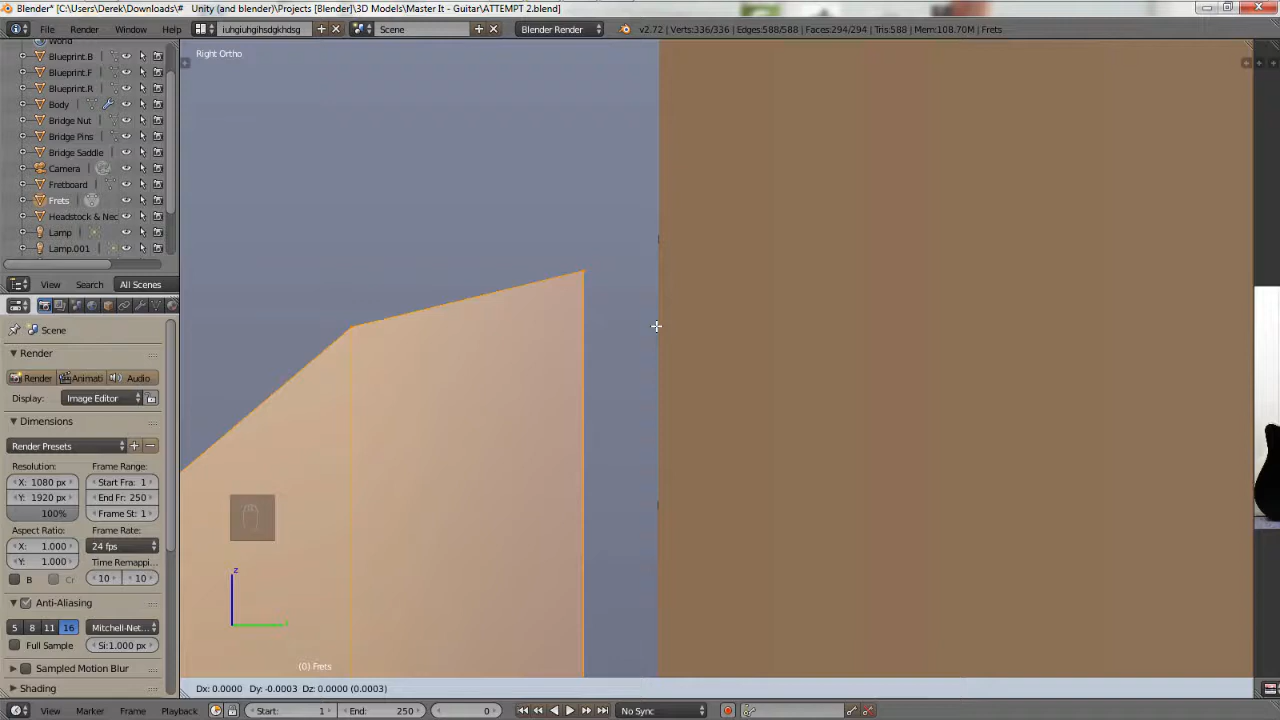 Blender* [C:\Users\Derek\Downloads\# Unity (and blender weighting)\Projects [Blender]\3D Models\Master It - Guitar\ATTEMPT 2.blend]
File Render Window Help iuhgiughihsdgkhdsg Scene Blender Render v2.72 | Verts:336/336 | Edges:588/588 | Faces:294/294 | Tris:588 | Mem:108.70M | Frets
World
Right Ortho
Blueprint.B
Blueprint.F
Blueprint.R
Body
Bridge Nut
Bridge Pins
Bridge Saddle
Camera
Fretboard
Frets
Headstock & Nec
Lamp
Lamp.001
View Search All Scenes
Scene
Render
Render Animati Audio
Display: Image Editor
Dimensions
Render Presets
Resolution: Frame Range:
X: 1080 px Start Fra: 1
Y: 1920 px End Fr: 250
100% Frame St: 1
Aspect Ratio: Frame Rate:
X: 1.000 24 fps
Y: 1.000 Time Remappi...
B Cr 10 10
Anti-Aliasing
5 8 11 16 Mitchell-Net...
Full Sample Si:1.000 px
Sampled Motion Blur
Shading
z
(0) Frets
Dx: 0.0000 Dy: -0.0003 Dz: 0.0000 (0.0003)
View Marker Frame Playback Start: 1 End: 250 0 No Sync